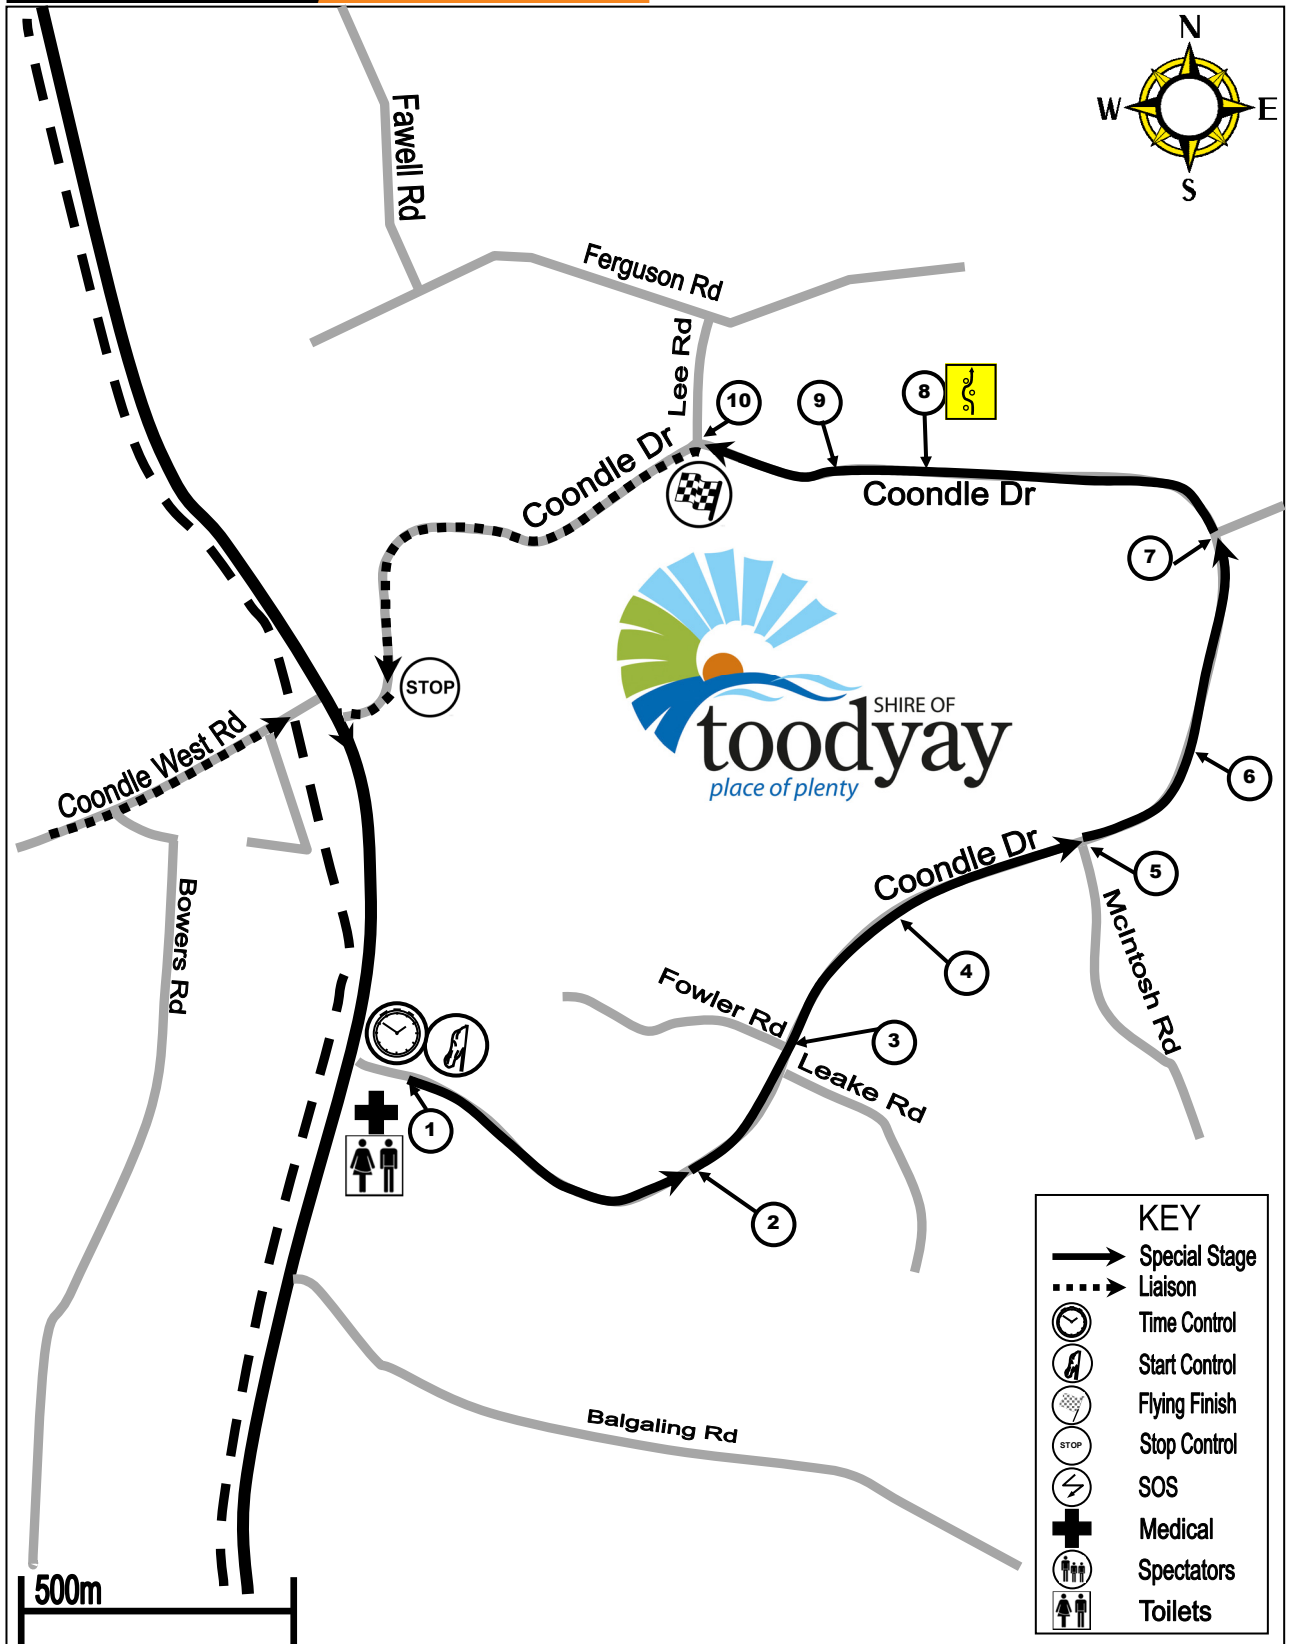 N
W E
S
Fawell Rd
Ferguson Rd
Lee Rd
10
9
8
Coondle Dr
Coondle Dr
7
STOP
SHIRE OF
toodyay
place of plenty
Coondle West Rd
6
Coondle Dr
5
Bowers Rd
McIntosh Rd
4
Fowler Rd
3
Leake Rd
1
2
Balgaling Rd
KEY
Special Stage
Liaison
Time Control
Start Control
Flying Finish
STOP Stop Control
SOS
Medical
Spectators
Toilets
500m